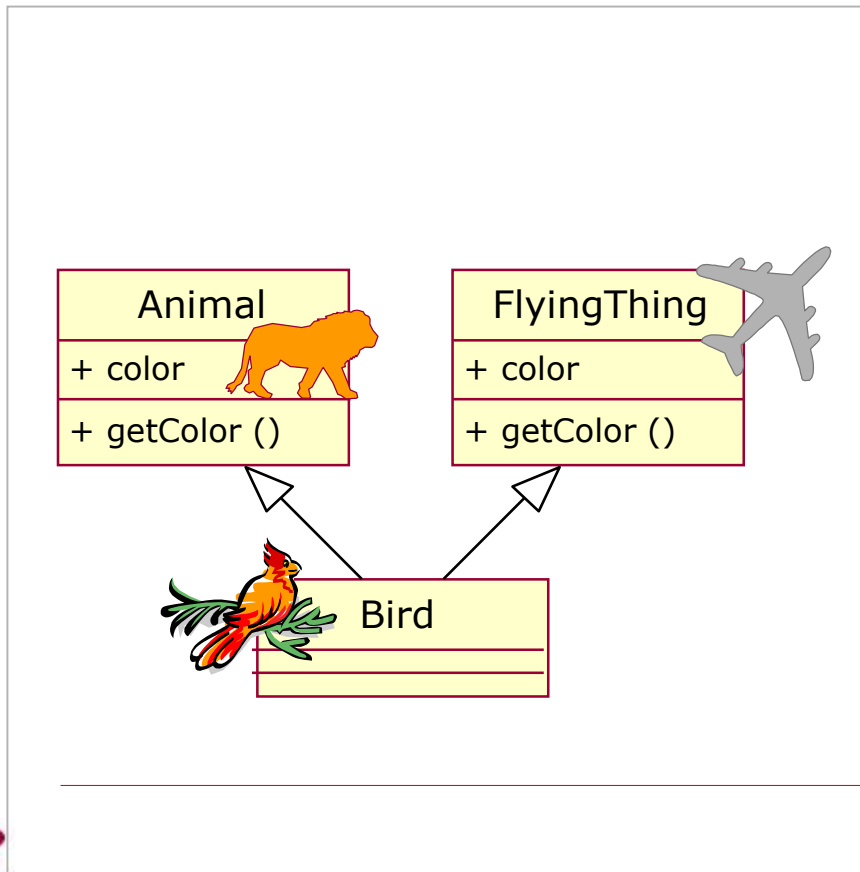 Animal
+ color
+ getColor ()
FlyingThing
+ color
+ getColor ()
Bird